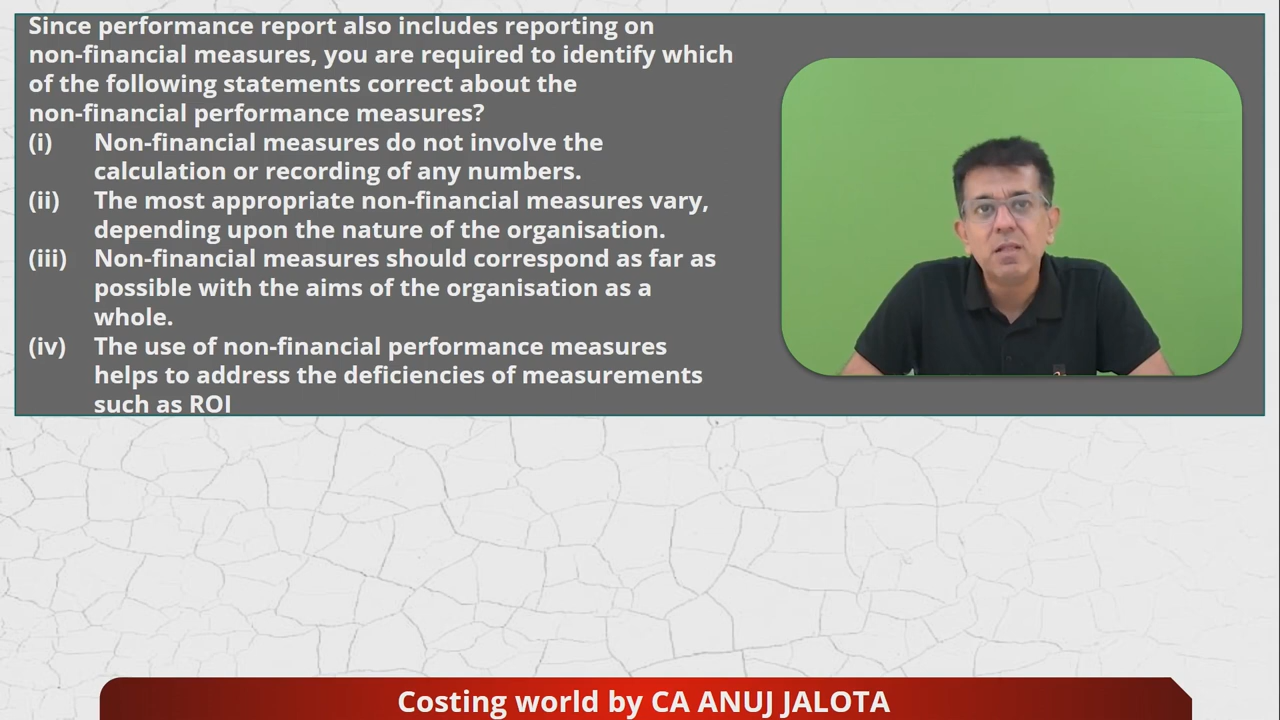 Since performance report also includes reporting on
non-financial measures, you are required to identify which
of the following statements correct about the
non-financial performance measures?
(i) Non-financial measures do not involve the
calculation or recording of any numbers.
(ii) The most appropriate non-financial measures vary,
depending upon the nature of the organisation.
(iii) Non-financial measures should correspond as far as
possible with the aims of the organisation as a
whole.
(iv) The use of non-financial performance measures
helps to address the deficiencies of measurements
such as ROI
Costing world by CA ANUJ JALOTA